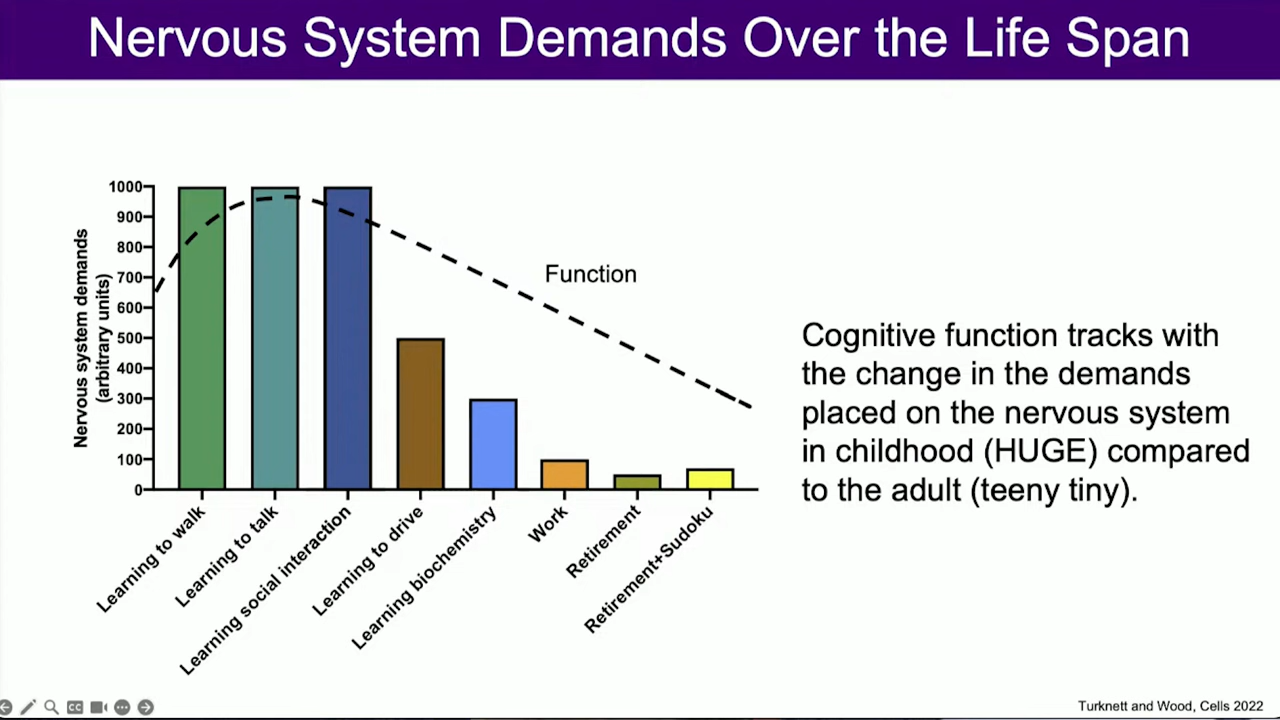 Nervous System Demands Over the Life Span
Nervous system demands
(arbitrary units)
1000
900
800
700
600
500
400
300
200
100
0
Function
Learning to walk
Learning to talk
Learning social interaction
Learning to drive
Learning biochemistry
Work
Retirement
Retirement+Sudoku
Cognitive function tracks with
the change in the demands
placed on the nervous system
in childhood (HUGE) compared
to the adult (teeny tiny).
CC
Turknett and Wood, Cells 2022